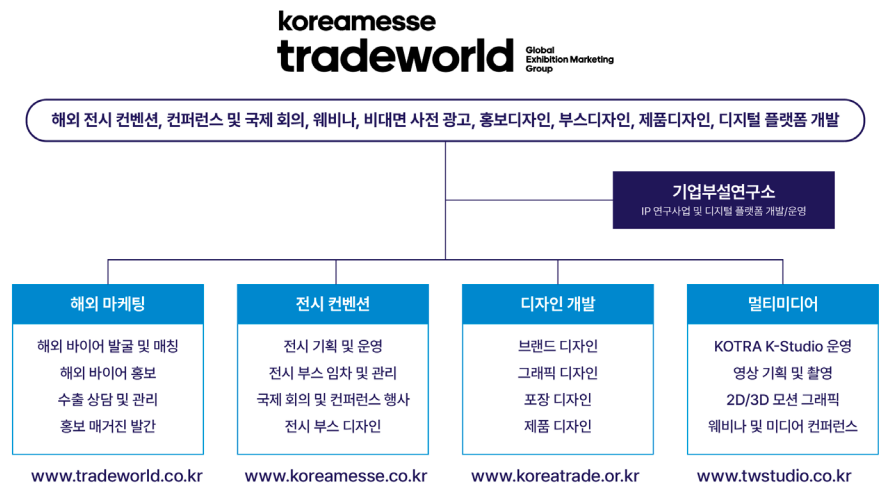 koreamesse
tradeworld
Global
Exhibition Marketing
Group
해외 전시 컨벤션, 컨퍼런스 및 국제 회의, 웨비나, 비대면 사전 광고, 홍보디자인, 부스디자인, 제품디자인, 디지털 플랫폼 개발
기업부설연구소
IP 연구사업 및 디지털 플랫폼 개발/운영
해외 마케팅
해외 바이어 발굴 및 매칭
해외 바이어 홍보
수출 상담 및 관리
홍보 매거진 발간
www.tradeworld.co.kr
전시 컨벤션
전시 기획 및 운영
전시 부스 임차 및 관리
국제 회의 및 컨퍼런스 행사
전시 부스 디자인
www.koreamesse.co.kr
디자인 개발
브랜드 디자인
그래픽 디자인
포장 디자인
제품 디자인
www.koreatrade.or.kr
멀티미디어
KOTRA K-Studio 운영
영상 기획 및 촬영
2D/3D 모션 그래픽
웨비나 및 미디어 컨퍼런스
www.twstudio.co.kr